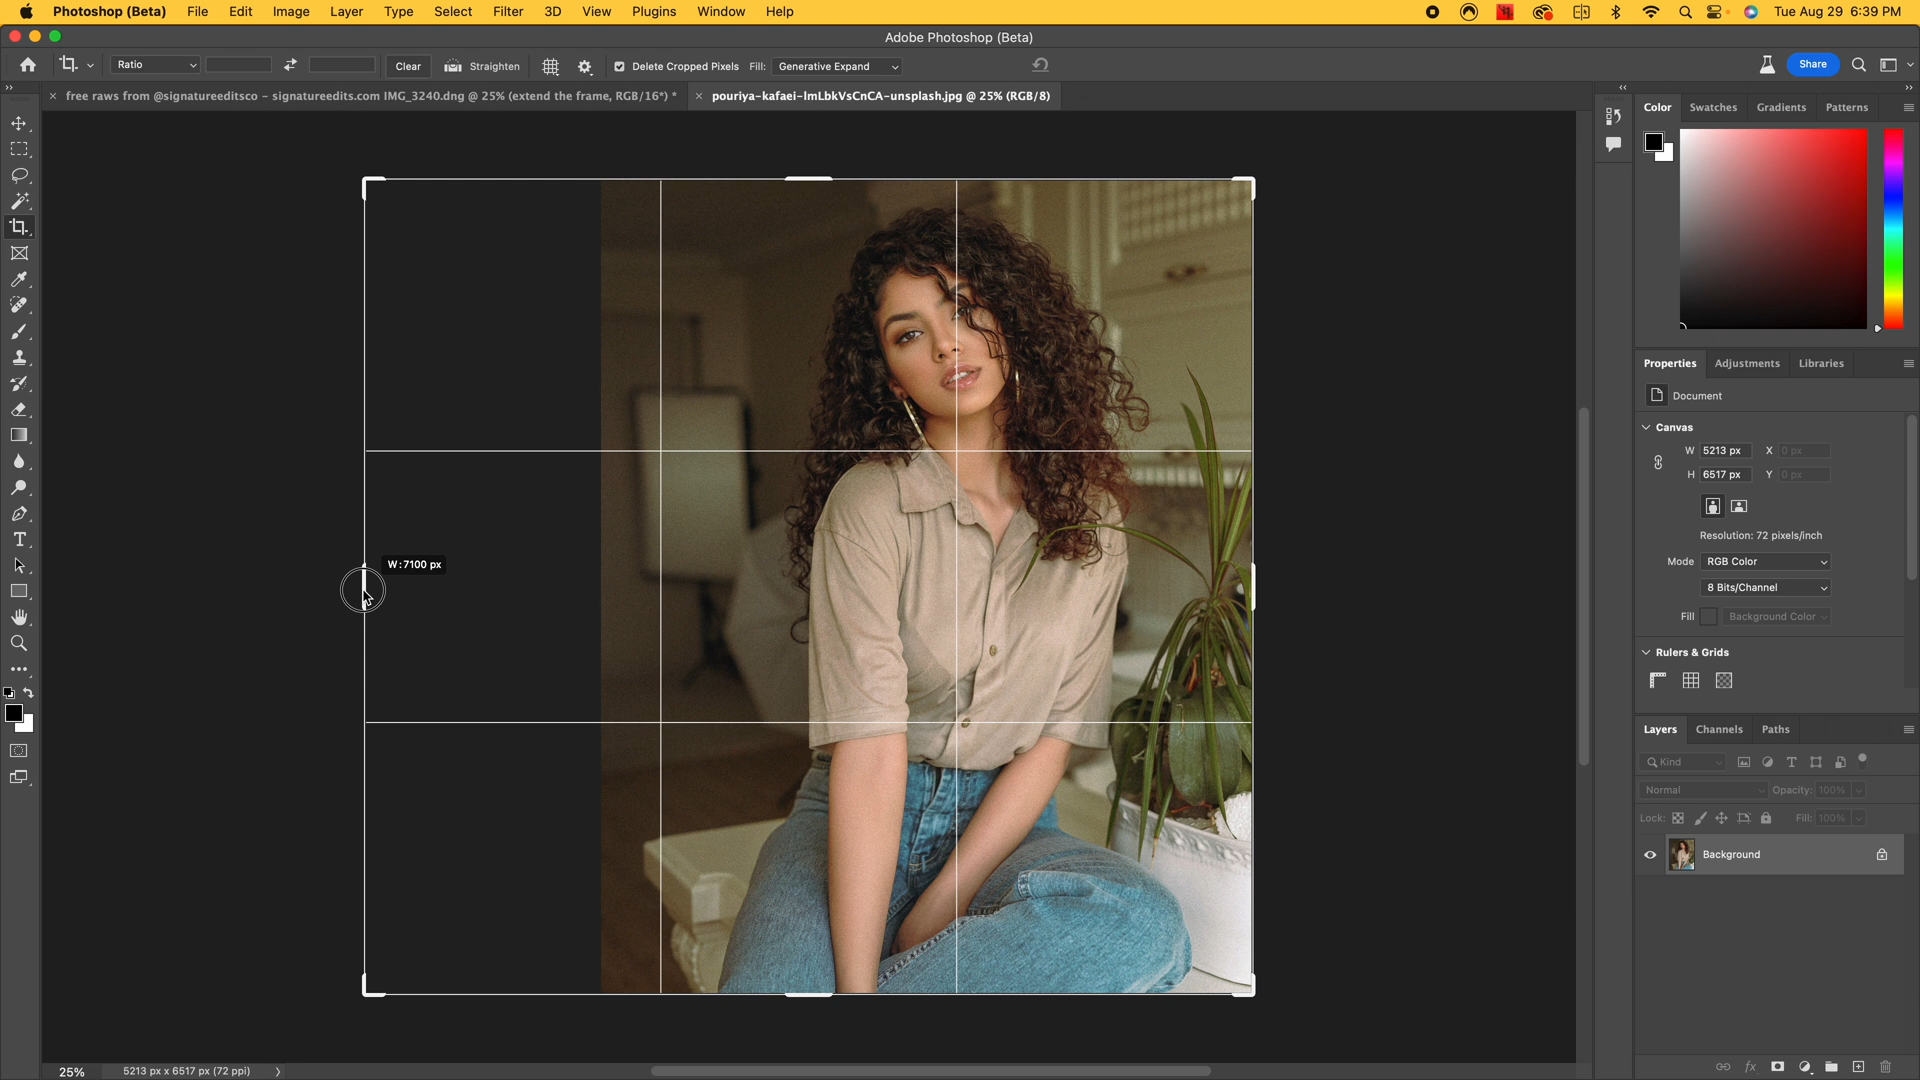 Photoshop (Beta) File Edit Image Layer Type Select Filter 3D View Plugins Window Help Tue Aug 29 6:39 PM
Adobe Photoshop (Beta)
Ratio Clear Straighten Delete Cropped Pixels Fill: Generative Expand Share
free raws from @signatureeditsco - signatureedits.com IMG_3240.dng @ 25% (extend the frame, RGB/16*) *
pouriya-kafaei-lmLbkVsCnCA-unsplash.jpg @ 25% (RGB/8)
Color Swatches Gradients Patterns
Properties Adjustments Libraries
Document
Canvas
W 5213 px X 0 px
H 6517 px Y 0 px
Resolution: 72 pixels/inch
Mode RGB Color
8 Bits/Channel
Fill Background Color
Rulers & Grids
W: 7100 px
Layers Channels Paths
Kind
Normal Opacity: 100%
Lock: Fill: 100%
Background
25% 5213 px x 6517 px (72 ppi)